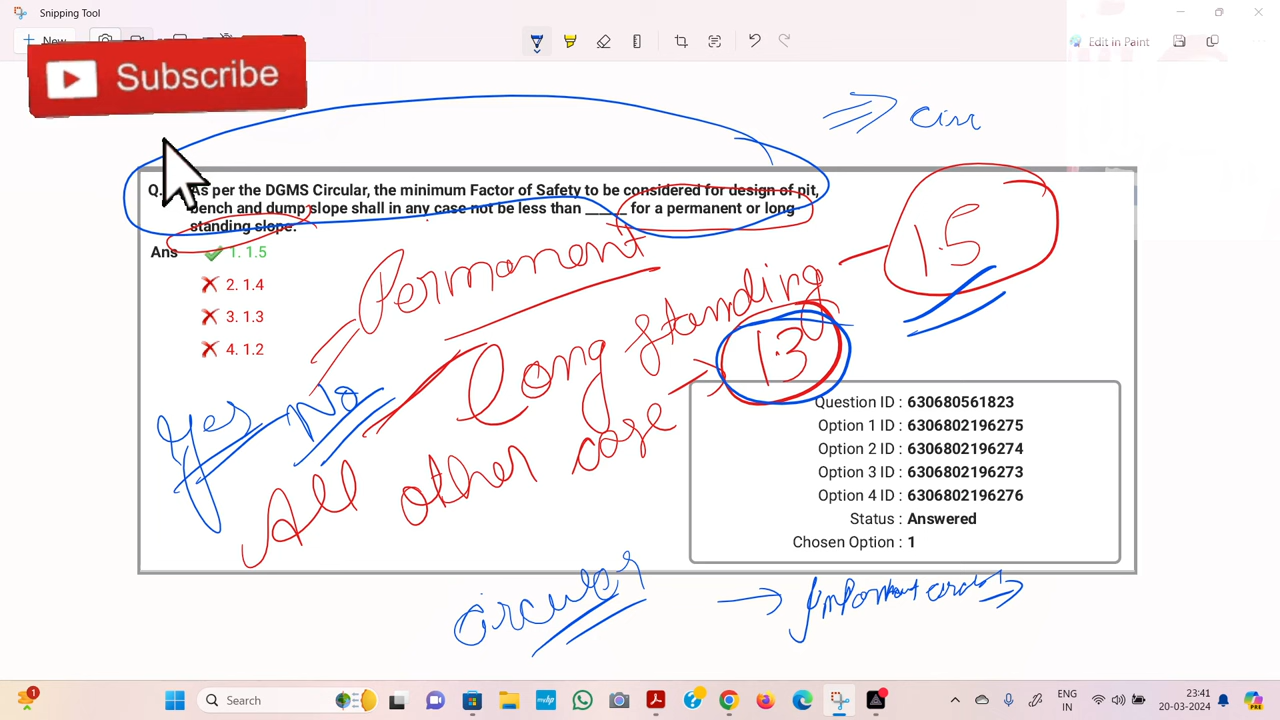 Snipping Tool
New
Edit in Paint
Subscribe
circ
Q. As per the DGMS Circular, the minimum Factor of Safety to be considered for design of pit,
bench and dump slope shall in any case not be less than ______ for a permanent or long
standing slope.
Ans 1. 1.5
2. 1.4
3. 1.3
4. 1.2
Permanent
1.5
Long standing
1.3
Yes No
All other case
Question ID : 630680561823
Option 1 ID : 6306802196275
Option 2 ID : 6306802196274
Option 3 ID : 6306802196273
Option 4 ID : 6306802196276
Status : Answered
Chosen Option : 1
circular
Important
1
Search
ENG
IN
23:41
20-03-2024